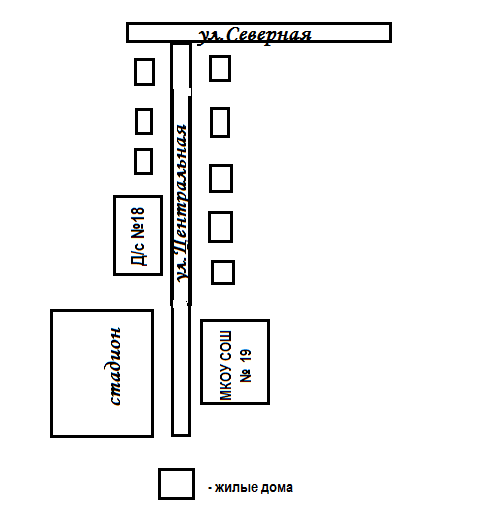 ул.Северная
ул.Центральная
Д/с №18
стадион
МКОУ СОШ
№ 19
- жилые дома